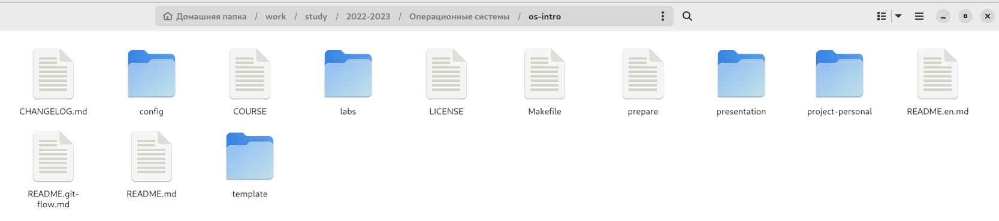 Домашняя папка / work / study / 2022-2023 / Операционные системы / os-intro
CHANGELOG.md config COURSE labs LICENSE Makefile prepare presentation project-personal README.en.md
README.git-
flow.md
README.md template